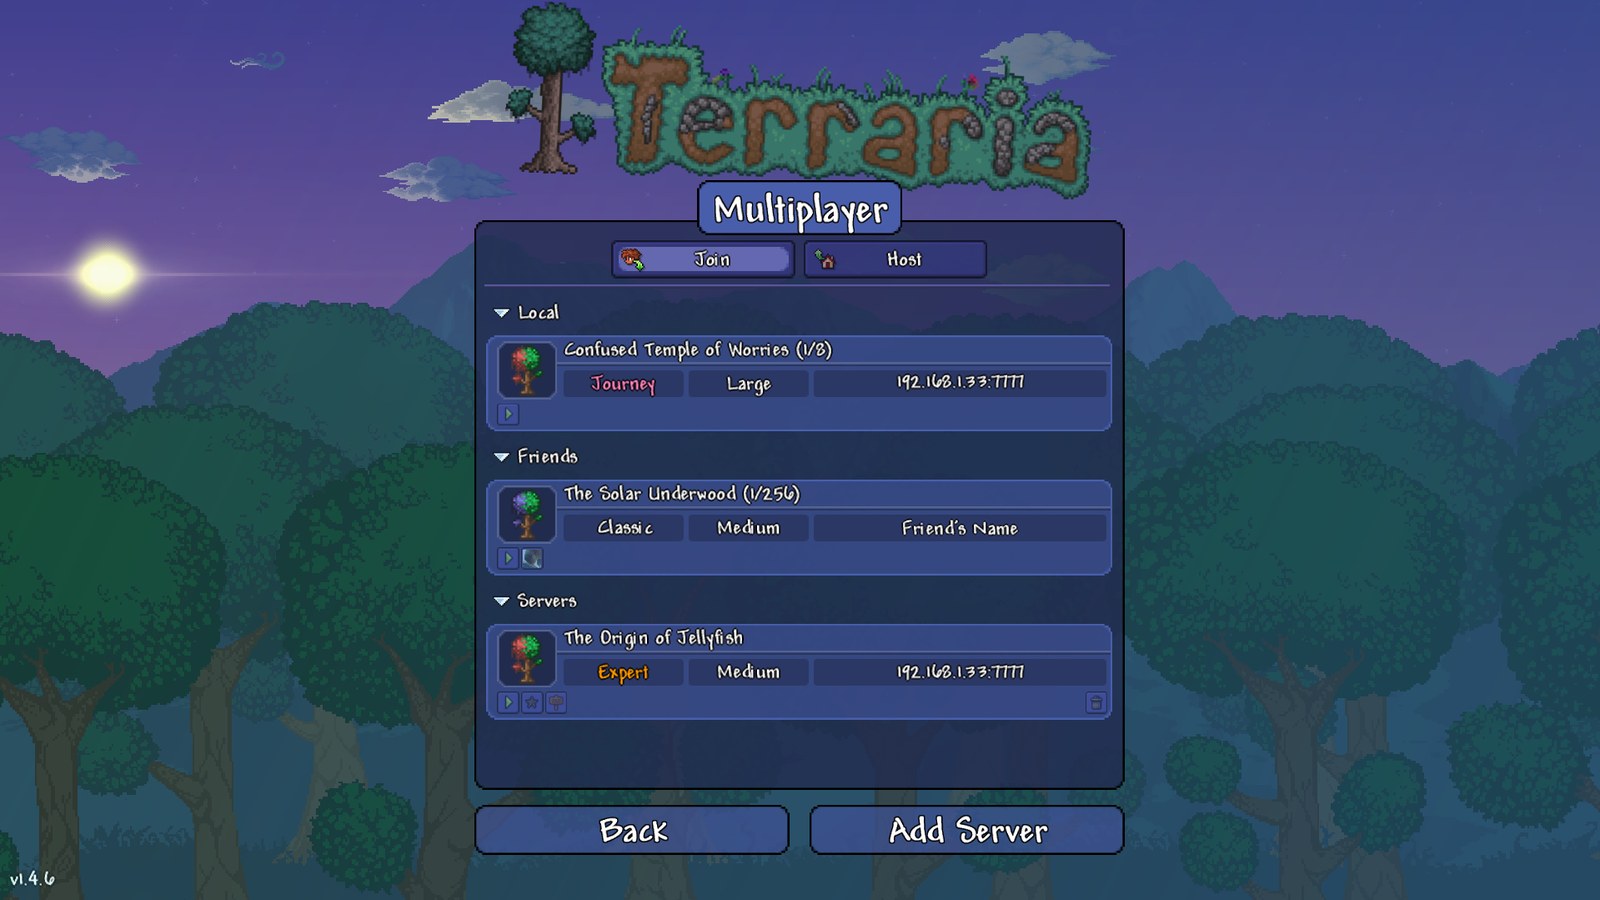 Terraria
Multiplayer
Join
Host
Local
Confused Temple of Worries (1/8)
Journey
Large
192.168.1.33:7777
Friends
The Solar Underwood (1/256)
Classic
Medium
Friend's Name
Servers
The Origin of Jellyfish
Expert
Medium
192.168.1.33:7777
Back
Add Server
v1.4.6